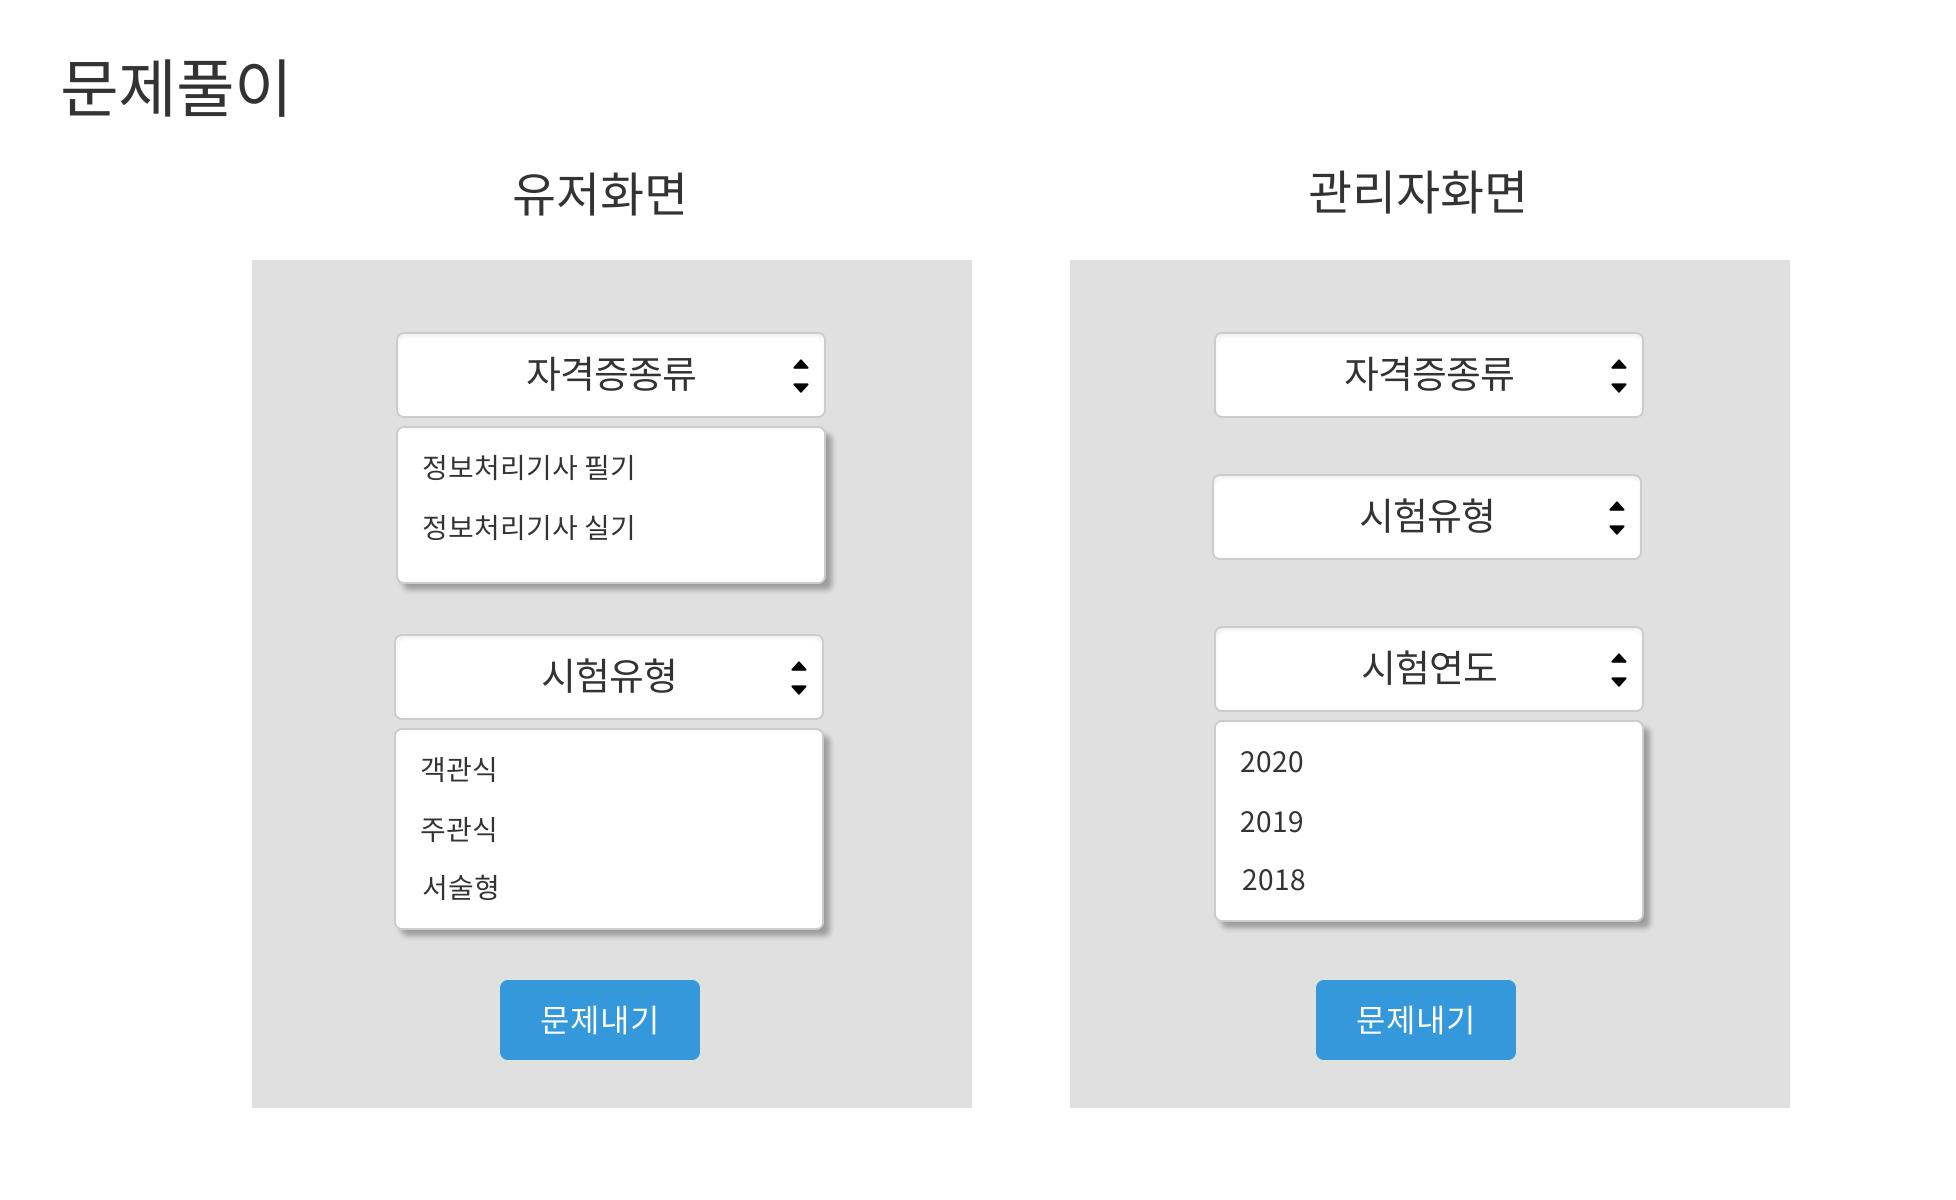 문제풀이
유저화면
자격증종류
정보처리기사 필기
정보처리기사 실기
시험유형
객관식
주관식
서술형
문제내기
관리자화면
자격증종류
시험유형
시험연도
2020
2019
2018
문제내기